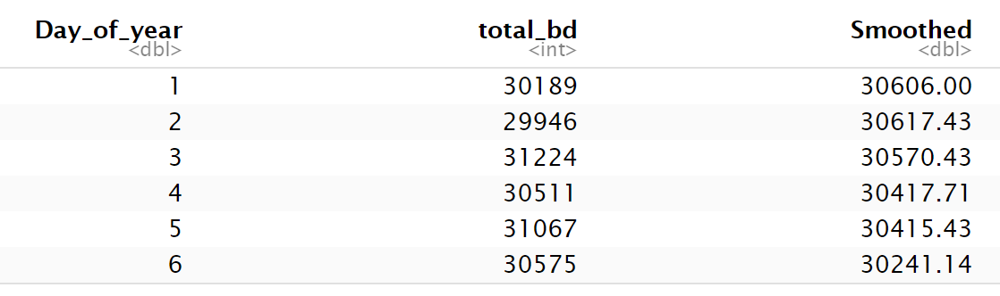 Day_of_year total_bd Smoothed
<dbl> <int> <dbl>
1 30189 30606.00
2 29946 30617.43
3 31224 30570.43
4 30511 30417.71
5 31067 30415.43
6 30575 30241.14